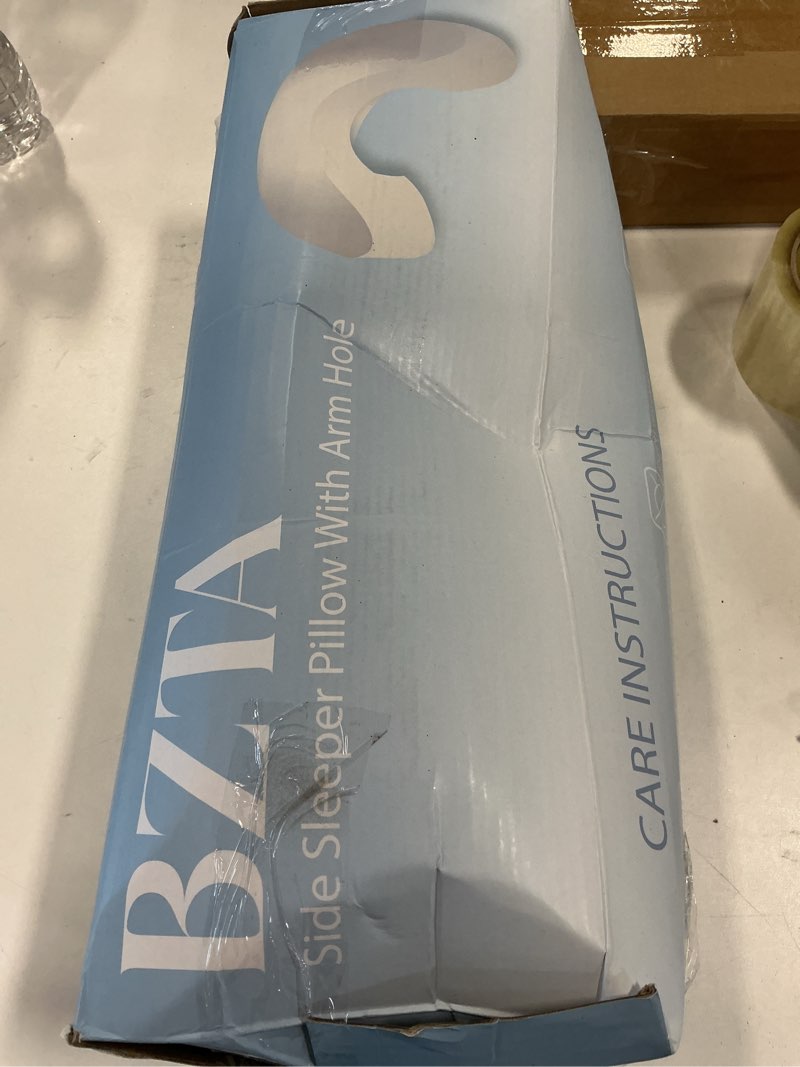 BZTA
Side Sleeper Pillow With Arm Hole
CARE INSTRUCTIONS